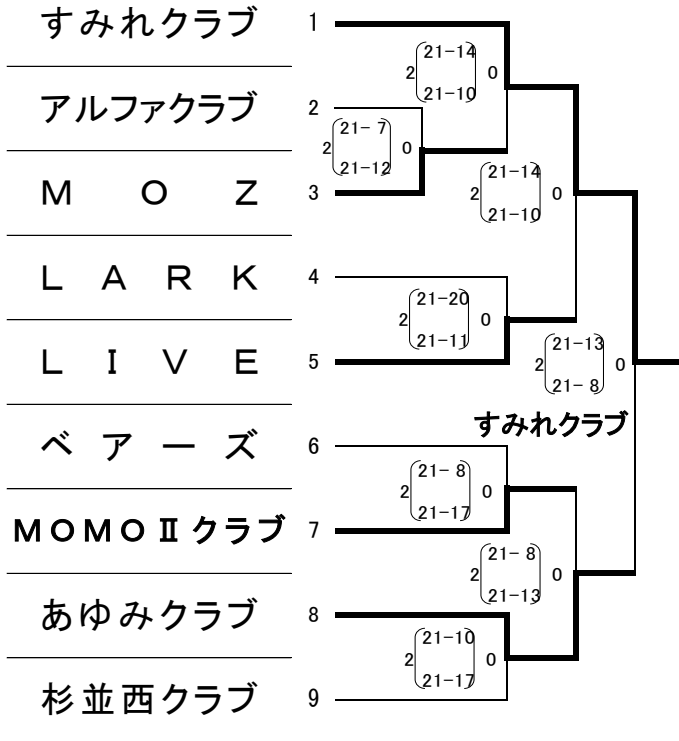 すみれクラブ 1
21-14
2 0
21-10
アルファクラブ 2
21- 7
2 0
21-12
M O Z 3
21-14
2 0
21-10
L A R K 4
21-20
2 0
21-11
L I V E 5
21-13
2 0
21- 8
すみれクラブ
ベアーズ 6
21- 8
2 0
21-17
MOMOⅡクラブ 7
21- 8
2 0
21-13
あゆみクラブ 8
21-10
2 0
21-17
杉並西クラブ 9